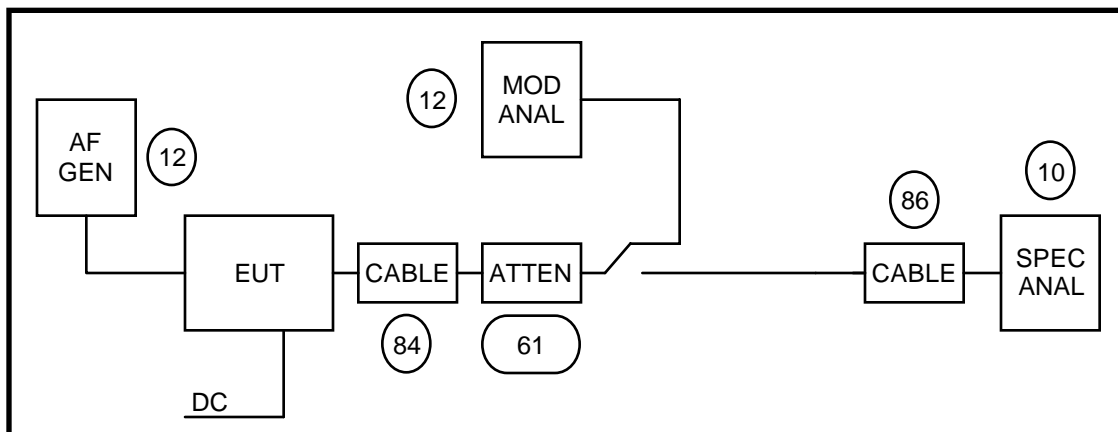 MOD
ANAL
12
AF
GEN
12
10
86
EUT
CABLE
ATTEN
CABLE
SPEC
ANAL
84
61
DC